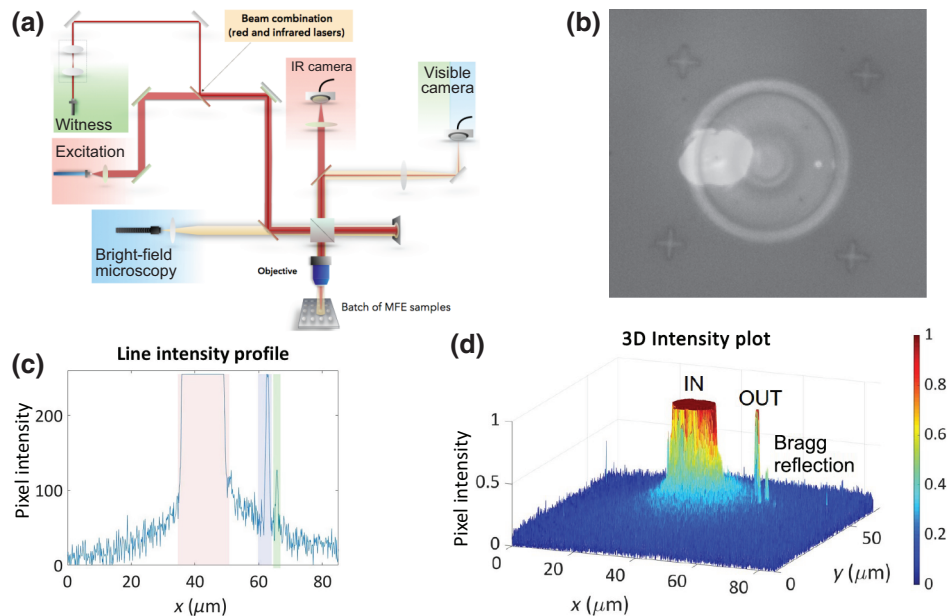 (a)
Beam combination
(red and infrared lasers)
IR camera
Visible
camera
Witness
Excitation
Bright-field
microscopy
Objective
Batch of MFE samples
(b)
(c)
Line intensity profile
Pixel intensity
200
100
0
0 20 40 60 80
x (μm)
(d)
3D Intensity plot
IN
OUT
Bragg
reflection
Pixel intensity
1
0.5
0
0 20 40 60 80
x (μm)
0
50
y (μm)
1
0.8
0.6
0.4
0.2
0